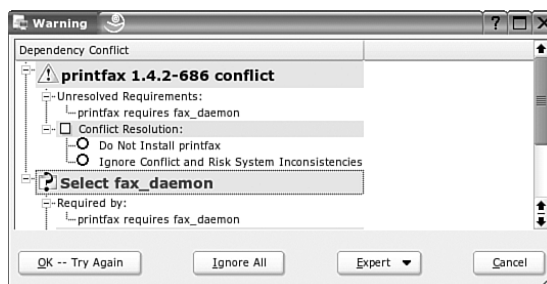 Warning
Dependency Conflict
printfax 1.4.2-686 conflict
Unresolved Requirements:
printfax requires fax_daemon
Conflict Resolution:
Do Not Install printfax
Ignore Conflict and Risk System Inconsistencies
Select fax_daemon
Required by:
printfax requires fax_daemon
OK -- Try Again Ignore All Expert Cancel